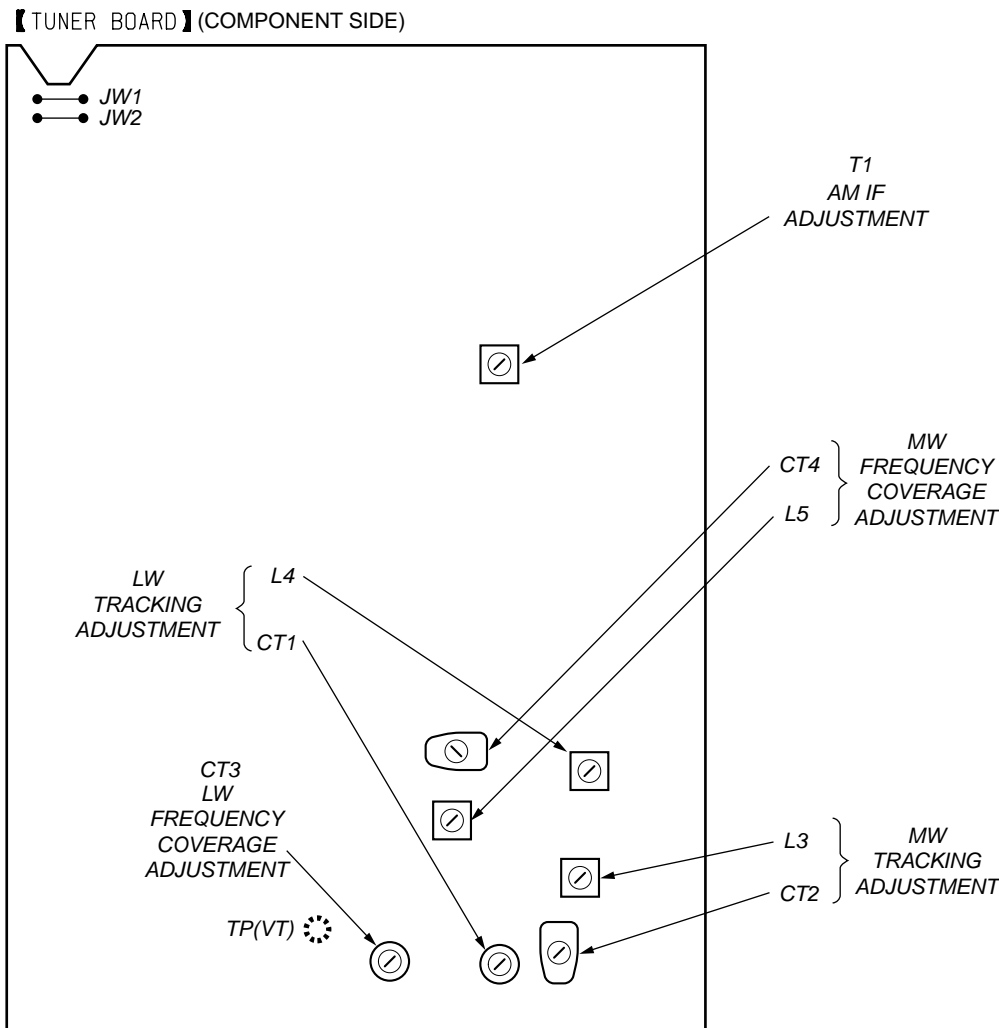 【TUNER BOARD】(COMPONENT SIDE)
JW1
JW2
T1
AM IF
ADJUSTMENT
CT4
L5
MW
FREQUENCY
COVERAGE
ADJUSTMENT
LW
TRACKING
ADJUSTMENT
L4
CT1
CT3
LW
FREQUENCY
COVERAGE
ADJUSTMENT
L3
CT2
MW
TRACKING
ADJUSTMENT
TP(VT)